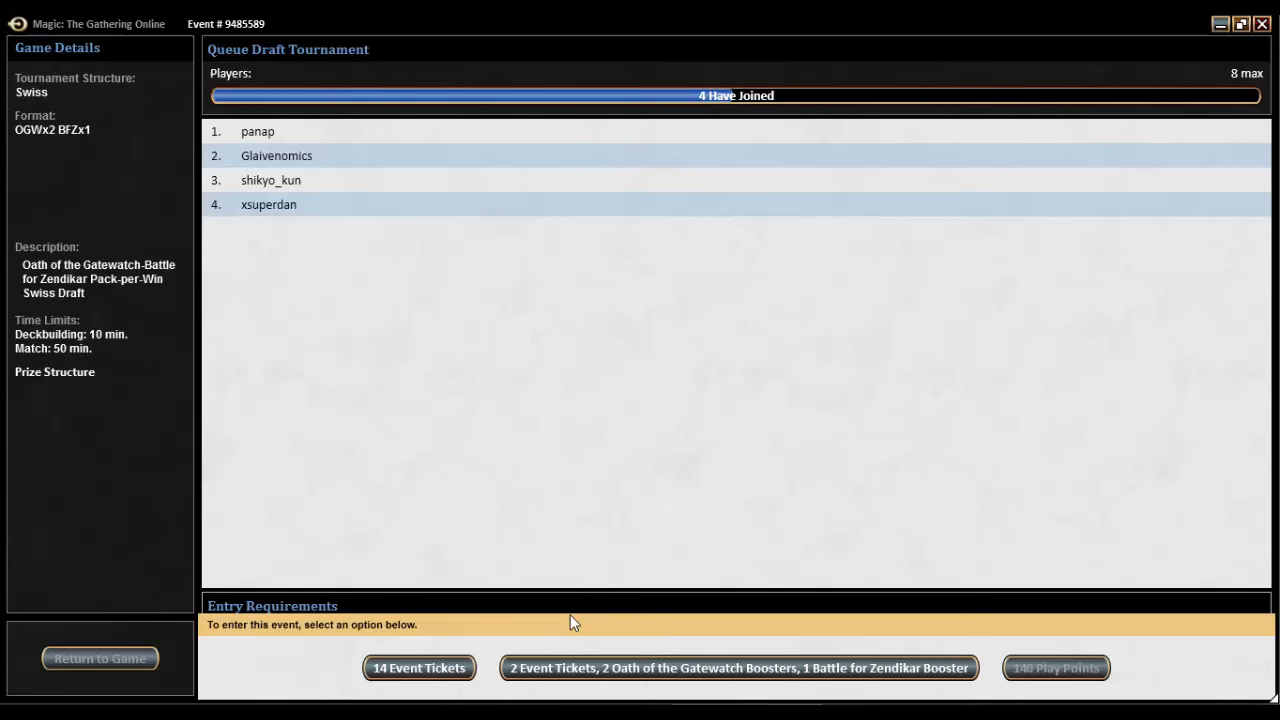 Magic: The Gathering Online Event # 9485589
Game Details
Tournament Structure:
Swiss
Format:
OGWx2 BFZx1
Description:
Oath of the Gatewatch-Battle
for Zendikar Pack-per-Win
Swiss Draft
Time Limits:
Deckbuilding: 10 min.
Match: 50 min.
Prize Structure
Return to Game
Queue Draft Tournament
Players: 8 max
4 Have Joined
1. panap
2. Glaivenomics
3. shikyo_kun
4. xsuperdan
Entry Requirements
To enter this event, select an option below.
14 Event Tickets
2 Event Tickets, 2 Oath of the Gatewatch Boosters, 1 Battle for Zendikar Booster
140 Play Points